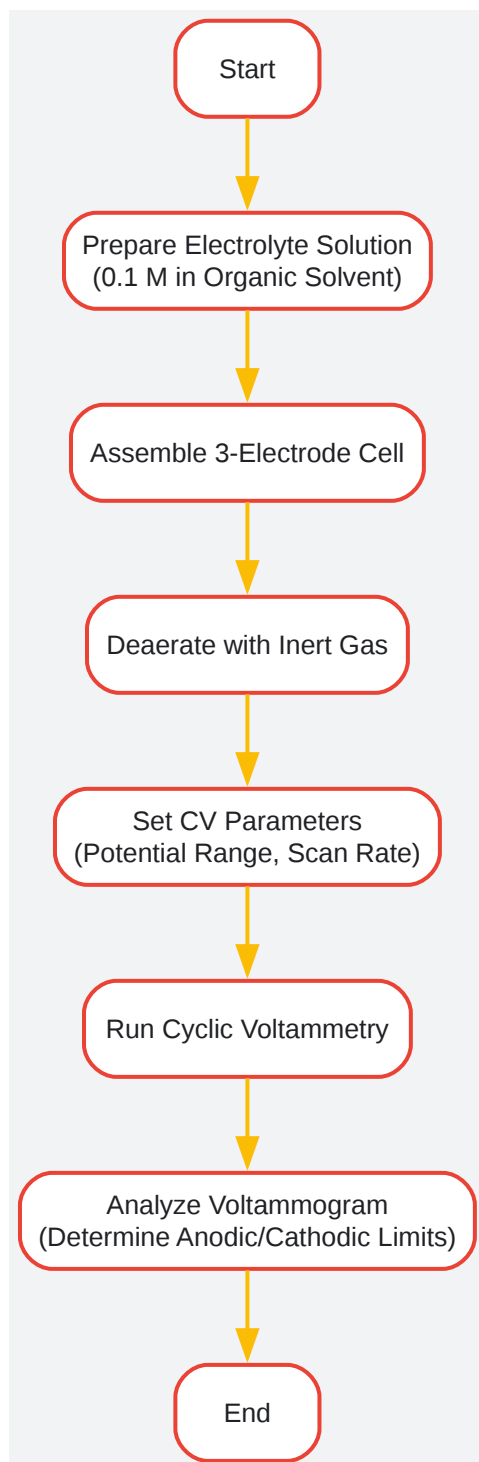 Start
Prepare Electrolyte Solution
(0.1 M in Organic Solvent)
Assemble 3-Electrode Cell
Deaerate with Inert Gas
Set CV Parameters
(Potential Range, Scan Rate)
Run Cyclic Voltammetry
Analyze Voltammogram
(Determine Anodic/Cathodic Limits)
End